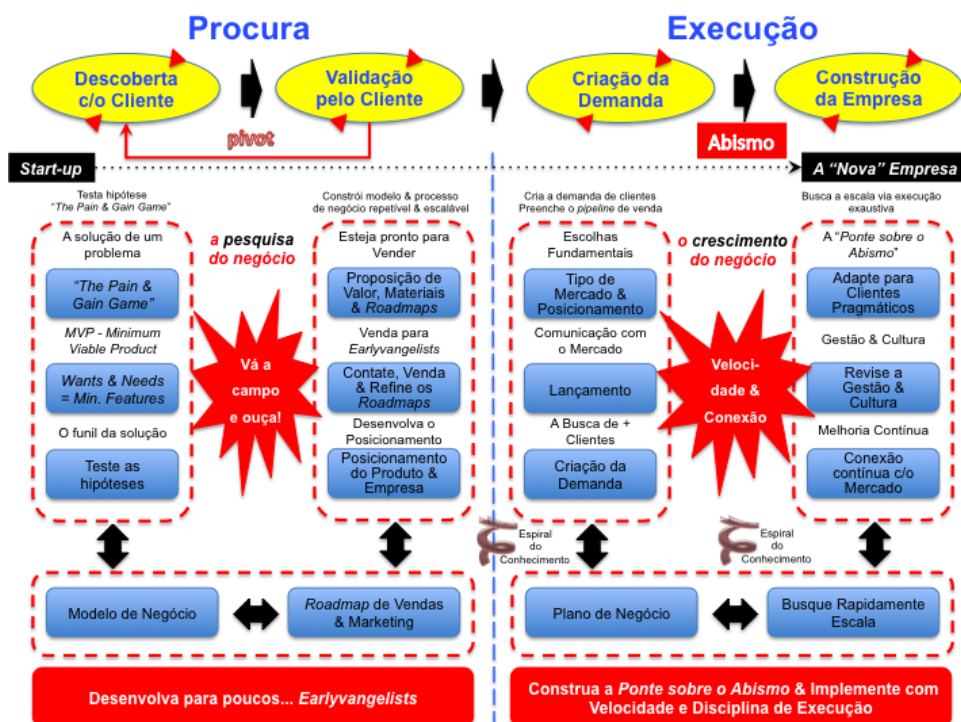 Procura
Execução
Descoberta
c/o Cliente
Validação
pelo Cliente
Criação da
Demanda
Construção
da Empresa
pivot
Abismo
Start-up
A “Nova” Empresa
Testa hipótese
“The Pain & Gain Game”
Constrói modelo & processo
de negócio repetível & escalável
Cria a demanda de clientes
Preenche o pipeline de venda
Busca a escala via execução
exaustiva
A solução de um
problema
“The Pain &
Gain Game”
MVP - Minimum
Viable Product
Wants & Needs
= Min. Features
O funil da solução
Teste as
hipóteses
a pesquisa
do negócio
Vá a
campo
e ouça!
Esteja pronto para
Vender
Proposição de
Valor, Materiais
& Roadmaps
Venda para
Earlyvangelists
Contate, Venda
& Refine os
Roadmaps
Desenvolva o
Posicionamento
Posicionamento
do Produto &
Empresa
Escolhas
Fundamentais
Tipo de
Mercado &
Posicionamento
Comunicação com
o Mercado
Lançamento
A Busca de +
Clientes
Criação da
Demanda
o crescimento
do negócio
Veloci-
dade &
Conexão
A “Ponte sobre o
Abismo”
Adapte para
Clientes
Pragmáticos
Gestão & Cultura
Revise a
Gestão &
Cultura
Melhoria Contínua
Conexão
contínua c/o
Mercado
Espiral
do
Conhecimento
Espiral
do
Conhecimento
Modelo de Negócio
Roadmap de Vendas
& Marketing
Plano de Negócio
Busque Rapidamente
Escala
Desenvolva para poucos... Earlyvangelists
Construa a Ponte sobre o Abismo & Implemente com
Velocidade e Disciplina de Execução